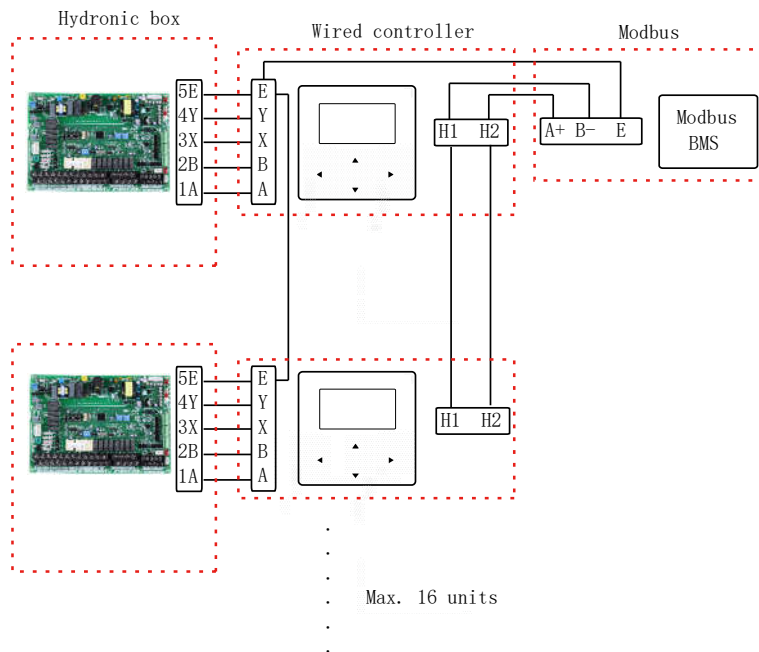 Hydronic box
Wired controller
Modbus
5E
4Y
3X
2B
1A
E
Y
X
B
A
H1 H2
A+ B- E
Modbus
BMS
5E
4Y
3X
2B
1A
E
Y
X
B
A
H1 H2
Max. 16 units